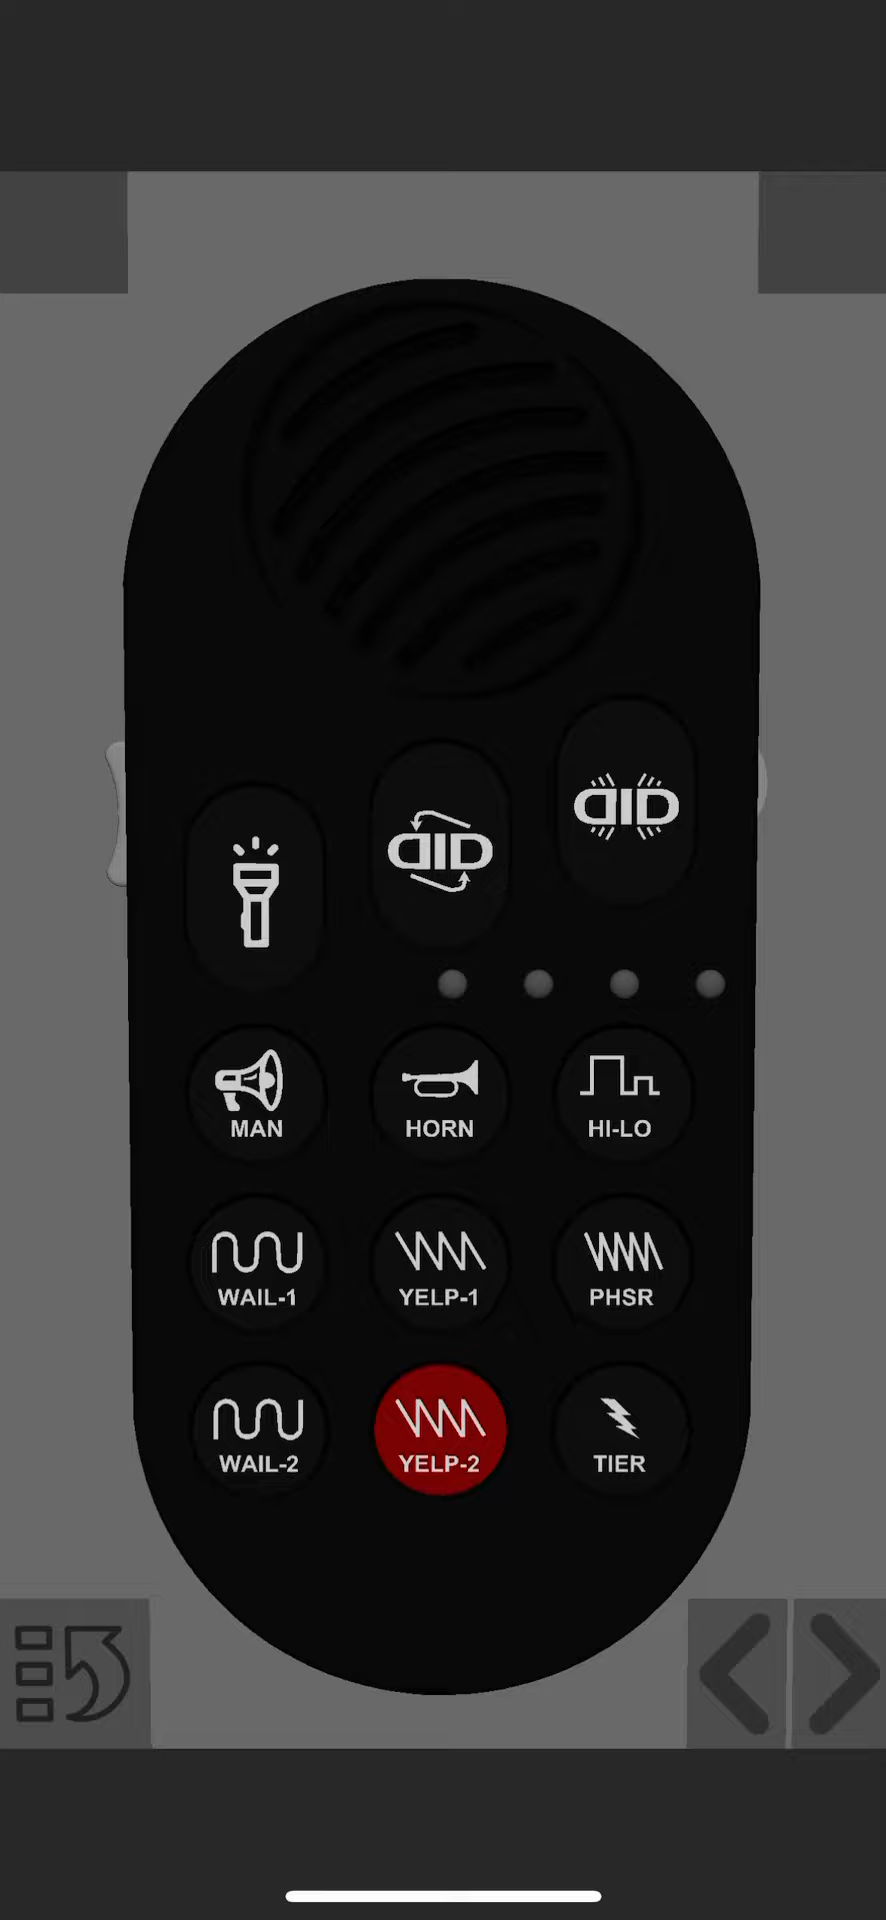 MAN
HORN
HI-LO
WAIL-1
YELP-1
PHSR
WAIL-2
YELP-2
TIER